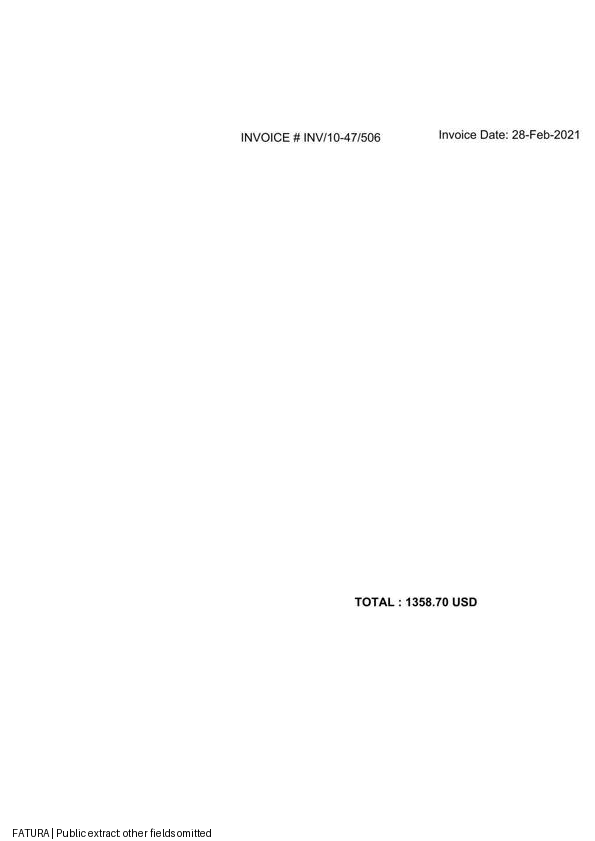 INVOICE # INV/10-47/506
Invoice Date: 28-Feb-2021
TOTAL : 1358.70 USD
FATURA | Public extract: other fields omitted